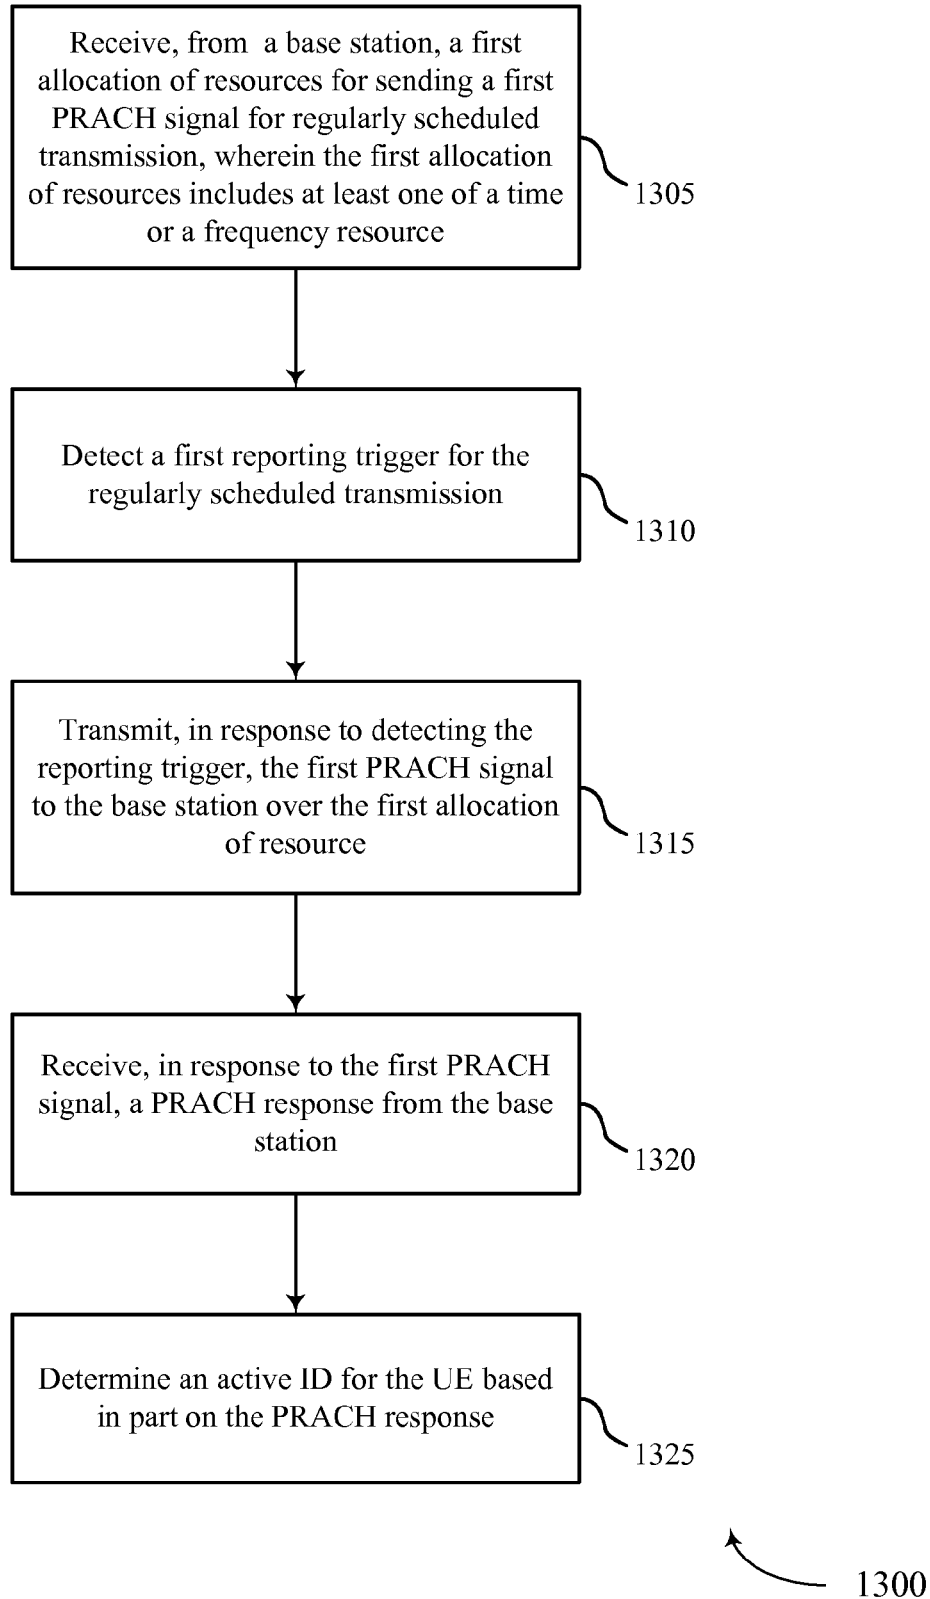 Receive, from a base station, a first
allocation of resources for sending a first
PRACH signal for regularly scheduled
transmission, wherein the first allocation
of resources includes at least one of a time
or a frequency resource
1305
Detect a first reporting trigger for the
regularly scheduled transmission
1310
Transmit, in response to detecting the
reporting trigger, the first PRACH signal
to the base station over the first allocation
of resource
1315
Receive, in response to the first PRACH
signal, a PRACH response from the base
station
1320
Determine an active ID for the UE based
in part on the PRACH response
1325
1300